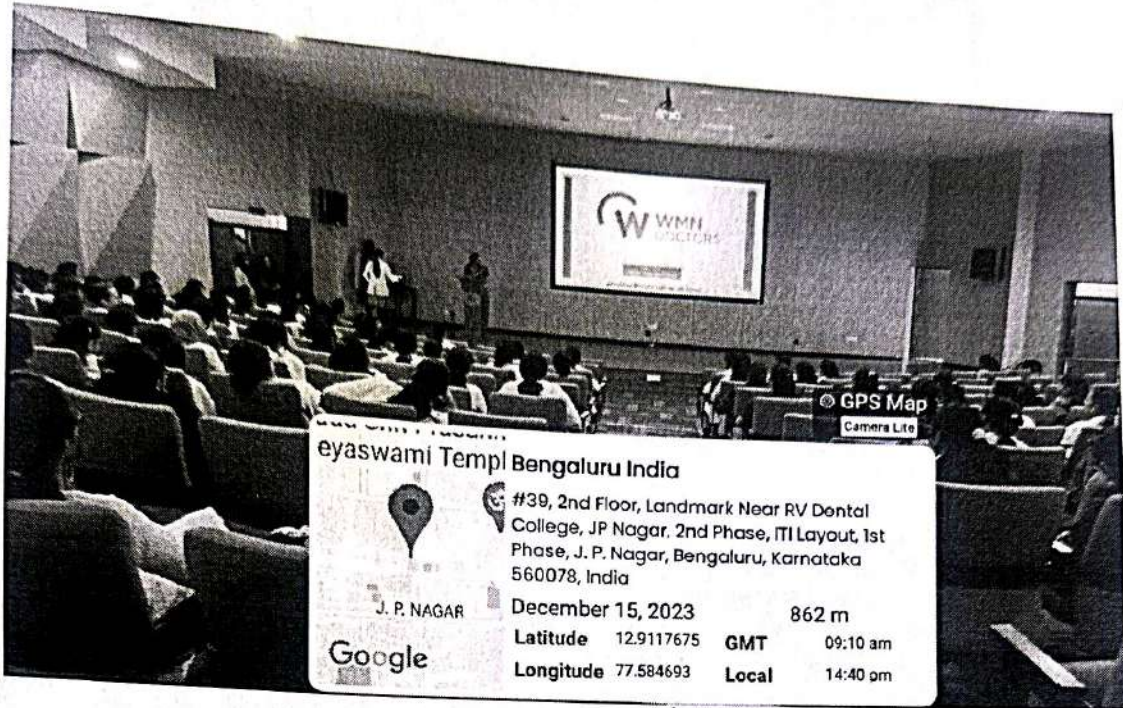 W WMN
DOCTORS
GPS Map
Camera Lite
eyaswami Templ
J. P. NAGAR
Google
Bengaluru India
#39, 2nd Floor, Landmark Near RV Dental
College, JP Nagar, 2nd Phase, ITI Layout, 1st
Phase, J. P. Nagar, Bengaluru, Karnataka
560078, India
December 15, 2023 862 m
Latitude 12.9117675 GMT 09:10 am
Longitude 77.584693 Local 14:40 pm